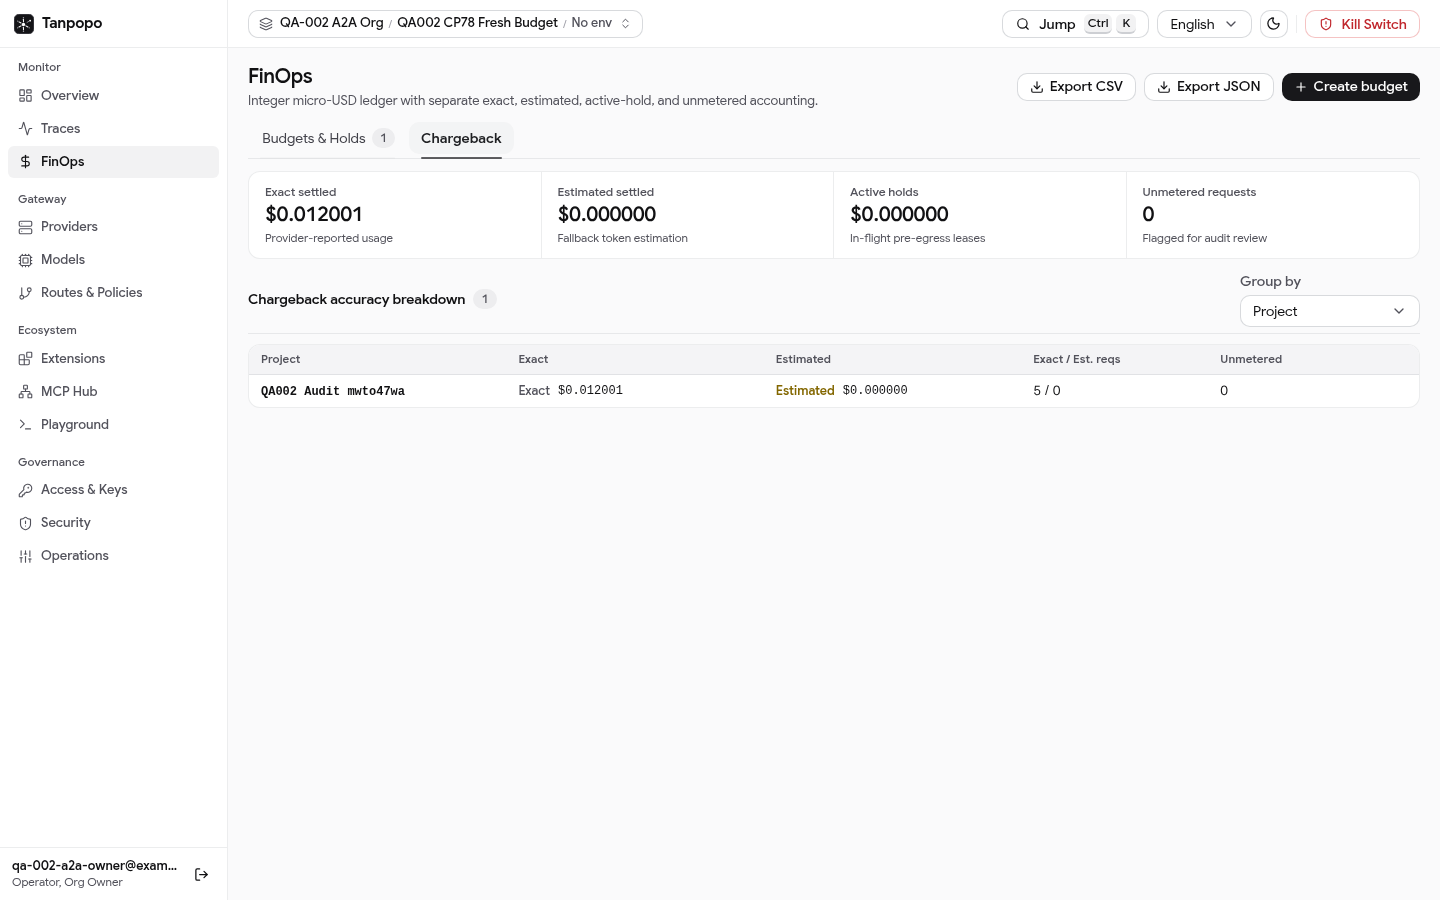 Tanpopo
QA-002 A2A Org / QA002 CP78 Fresh Budget / No env
Jump Ctrl K
English
Kill Switch
Monitor
Overview
Traces
FinOps
Gateway
Providers
Models
Routes & Policies
Ecosystem
Extensions
MCP Hub
Playground
Governance
Access & Keys
Security
Operations
qa-002-a2a-owner@exam...
Operator, Org Owner
FinOps
Integer micro-USD ledger with separate exact, estimated, active-hold, and unmetered accounting.
Export CSV
Export JSON
+ Create budget
Budgets & Holds 1
Chargeback
Exact settled
$0.012001
Provider-reported usage
Estimated settled
$0.000000
Fallback token estimation
Active holds
$0.000000
In-flight pre-egress leases
Unmetered requests
0
Flagged for audit review
Chargeback accuracy breakdown 1
Group by
Project
Project Exact Estimated Exact / Est. reqs Unmetered
QA002 Audit mwto47wa Exact $0.012001 Estimated $0.000000 5 / 0 0